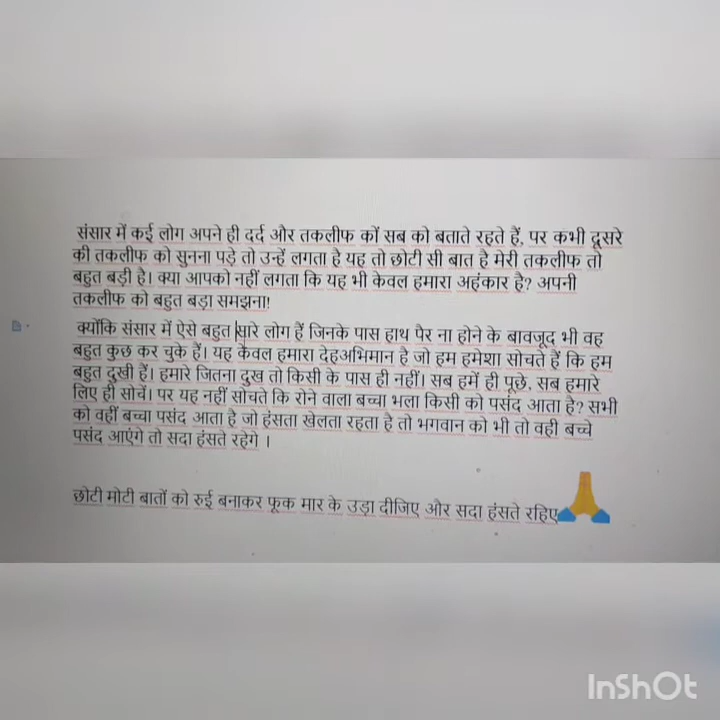 संसार में कई लोग अपने ही दर्द और तकलीफ कों सब को बताते रहते हैं, पर कभी दूसरे
की तकलीफ को सुनना पड़े तो उन्हें लगता है यह तो छोटी सी बात है मेरी तकलीफ तो
बहुत बड़ी है। क्या आपको नहीं लगता कि यह भी केवल हमारा अहंकार है? अपनी
तकलीफ को बहुत बड़ा समझना!
क्योंकि संसार में ऐसे बहुत सारे लोग हैं जिनके पास हाथ पैर ना होने के बावजूद भी वह
बहुत कुछ कर चुके हैं। यह केवल हमारा देहअभिमान है जो हम हमेशा सोचते हैं कि हम
बहुत दुखी हैं। हमारे जितना दुख तो किसी के पास ही नहीं। सब हमें ही पूछे. सब हमारे
लिए ही सोचें। पर यह नहीं सोचते कि रोने वाला बच्चा भला किसी को पसंद आता है? सभी
को वहीं बच्चा पसंद आता है जो हंसता खेलता रहता है तो भगवान को भी तो वही बच्चे
पसंद आएंगे तो सदा हंसते रहेगे ।
छोटी मोटी बातों को रुई बनाकर फूक मार के उड़ा दीजिए और सदा हंसते रहिए
InShOt